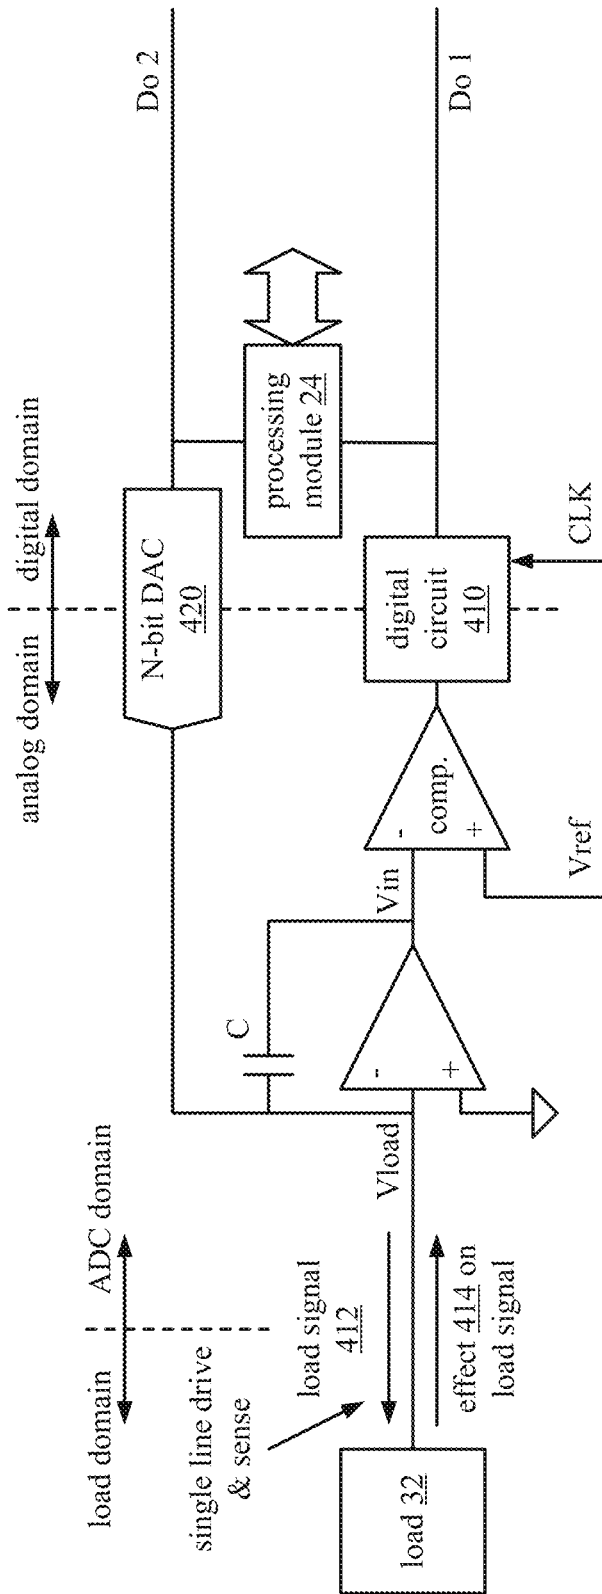 load domain
ADC domain
analog domain
digital domain
single line drive
& sense
load signal
412
C
N-bit DAC
420
Do 2
processing
module 24
load 32
effect 414 on
load signal
Vload
-
+
Vin
-
comp.
+
Vref
digital
circuit
410
CLK
Do 1